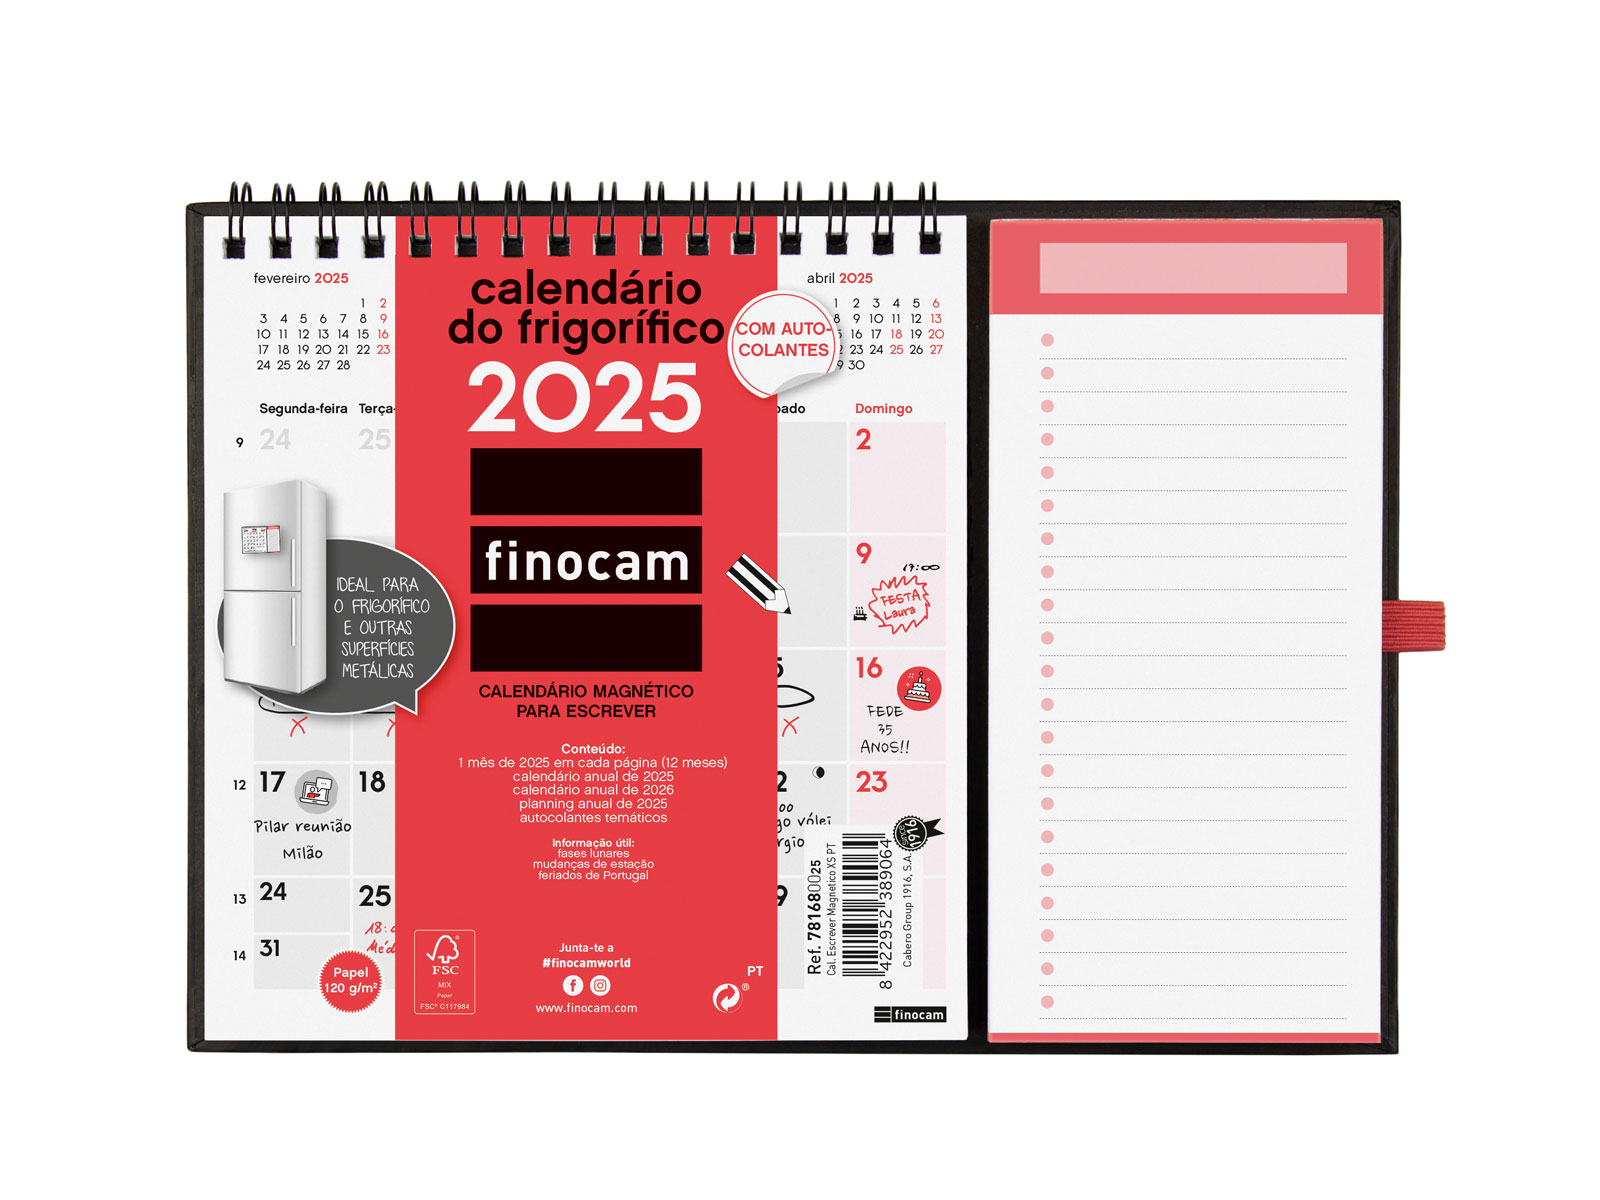 fevereiro 2025
1 2
3 4 5 6 7 8 9
10 11 12 13 14 15 16
17 18 19 20 21 22 23
24 25 26 27 28
calendário
do frigorífico
2025
COM AUTO-
COLANTES
abril 2025
1 2 3 4 5 6
8 9 10 11 12 13
16 17 18 19 20
23 24 25 26 27
30
Segunda-feira Terça-
Domingo
9 24 25
2
finocam
IDEAL PARA
O FRIGORÍFICO
E OUTRAS
SUPERFÍCIES
METÁLICAS
9
17:00
FESTA
Laura
16
FEDE
35
ANOS!!
CALENDÁRIO MAGNÉTICO
PARA ESCREVER
Conteúdo:
1 mês de 2025 em cada página (12 meses)
calendário anual de 2025
calendário anual de 2026
planning anual de 2025
autocolantes temáticos
Informação útil:
fases lunares
mudanças de estação
feriados de Portugal
12 17 18
Pilar reunião
Milão
23
13 24 25
14 31
Papel
120 g/m²
FSC
MIX
Paper
FSC® C117984
Junta-te a
#finocamworld
www.finocam.com
PT
®
Ref. 781680025
Cal. Escrever Magnetico XS PT
8 422952 389064
Cabero Group 1916, S.A.
1916
finocam